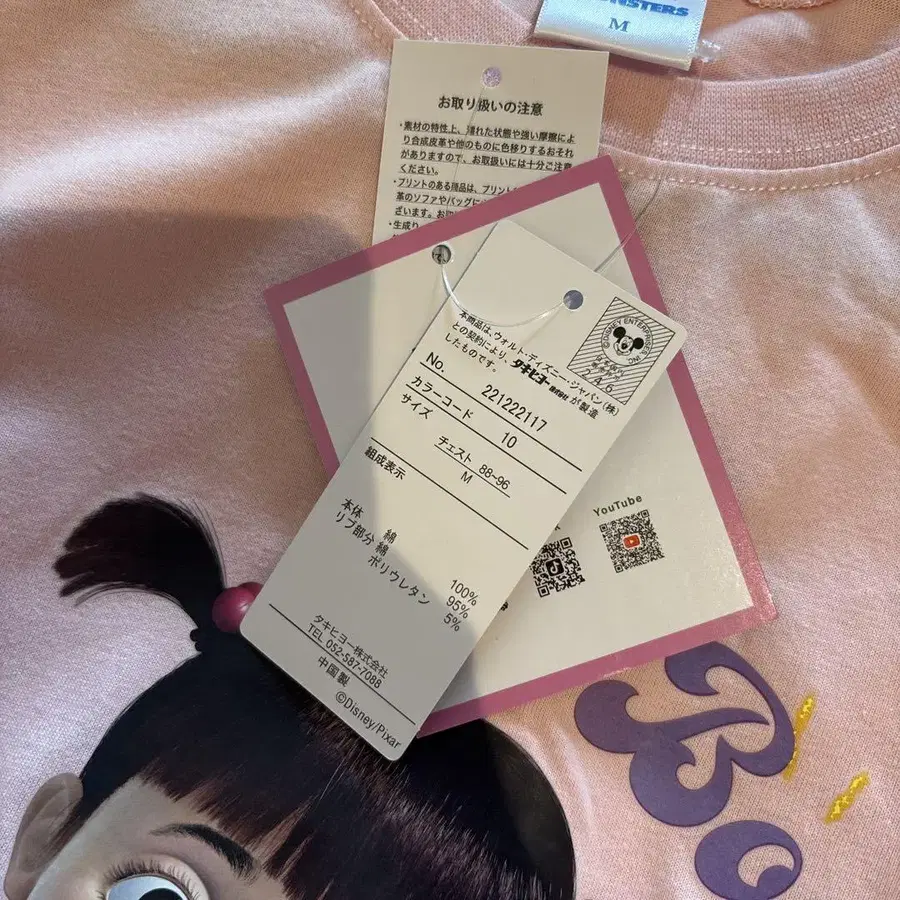 MONSTERS
M
お取り扱いの注意
・素材の特性上、濡れた状態や強い摩擦によ
り合成皮革や他のものに色移りするおそれ
がありますので、お取扱いには十分ご注意
ください。
・プリントのある商品は、プリント
革のソファやバッグに
ざいます。お取
・生成り
本商品は、ウォルト・ディズニー・ジャパン(株)
との契約により、タキヒヨー株式会社が製造
したものです。
©DISNEY ENTERPRISE INC
2.4.6
No. 221222117
カラーコード 10
サイズ
チェスト 88-96
M
組成表示
本体 綿 100%
リブ部分 綿 95%
ポリウレタン 5%
タキヒヨー株式会社
TEL 052-587-7088
中国製
©Disney/Pixar
YouTube
Bo